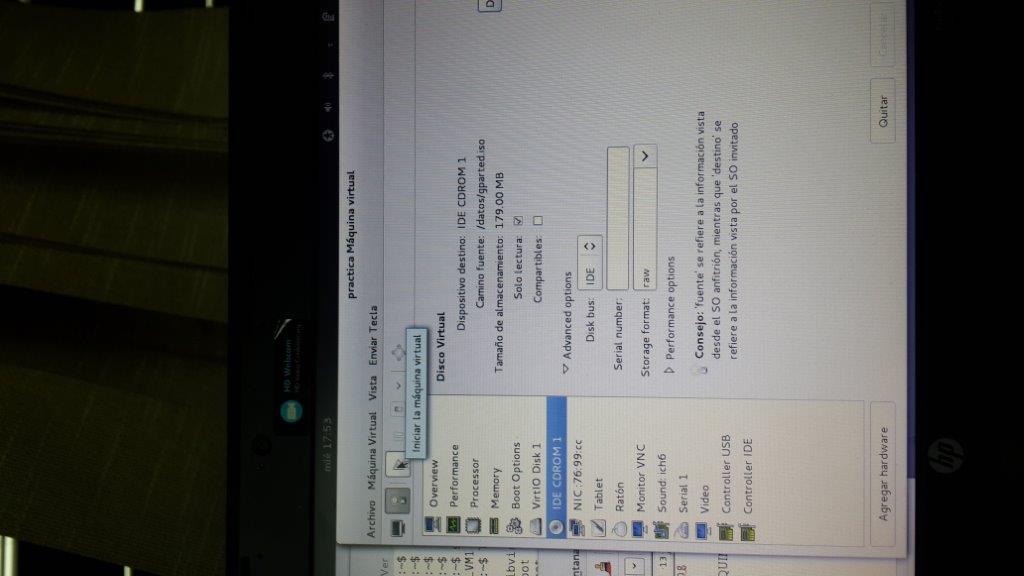 mié 17:53
HD Webcam
practica Máquina virtual
Archivo Máquina Virtual Vista Enviar Tecla
Iniciar la máquina virtual
Overview
Performance
Processor
Memory
Boot Options
VirtIO Disk 1
IDE CDROM 1
NIC :76:99:cc
Tablet
Ratón
Monitor VNC
Sound: ich6
Serial 1
Video
Controller USB
Controller IDE
Agregar hardware
Disco Virtual
Dispositivo destino: IDE CDROM 1
Camino fuente: /datos/gparted.iso
Tamaño de almacenamiento: 179.00 MB
Solo lectura:
Compartibles:
Advanced options
Disk bus: IDE
Serial number:
Storage format: raw
Performance options
Consejo: 'fuente' se refiere a la información vista
desde el SO anfitrión, mientras que 'destino' se
refiere a la información vista por el SO invitado
Quitar
Cancelar
Ver
:~$
:~$
:~$
:~$
:~$
VM1
:~$
hp